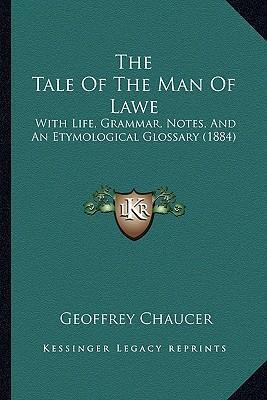 The
Tale Of The Man Of
Lawe
With Life, Grammar, Notes, And
An Etymological Glossary (1884)
LKR
Geoffrey Chaucer
Kessinger Legacy Reprints